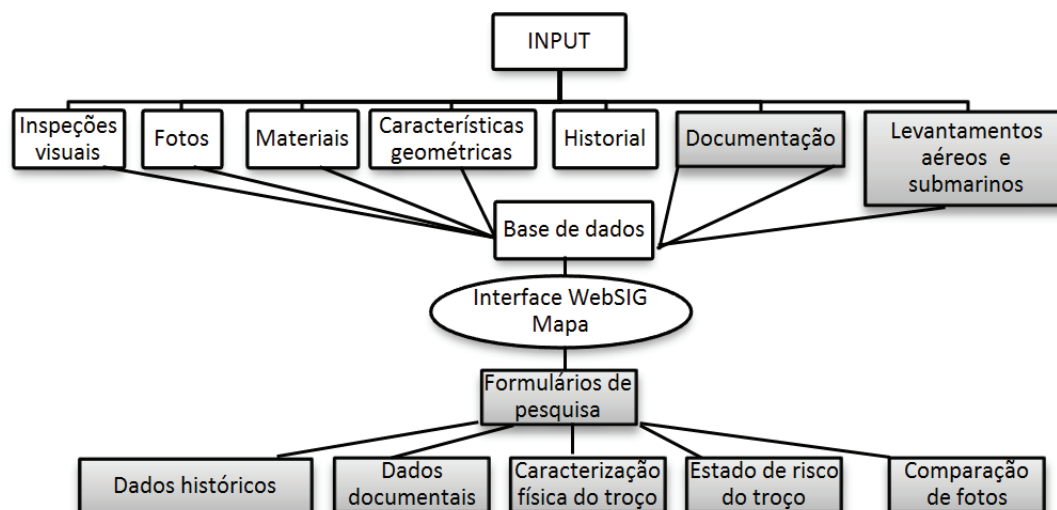 INPUT
Inspeções
visuais
Fotos
Materiais
Características
geométricas
Historial
Documentação
Levantamentos
aéreos e
submarinos
Base de dados
Interface WebSIG
Mapa
Formulários de
pesquisa
Dados históricos
Dados
documentais
Caracterização
física do troço
Estado de risco
do troço
Comparação
de fotos